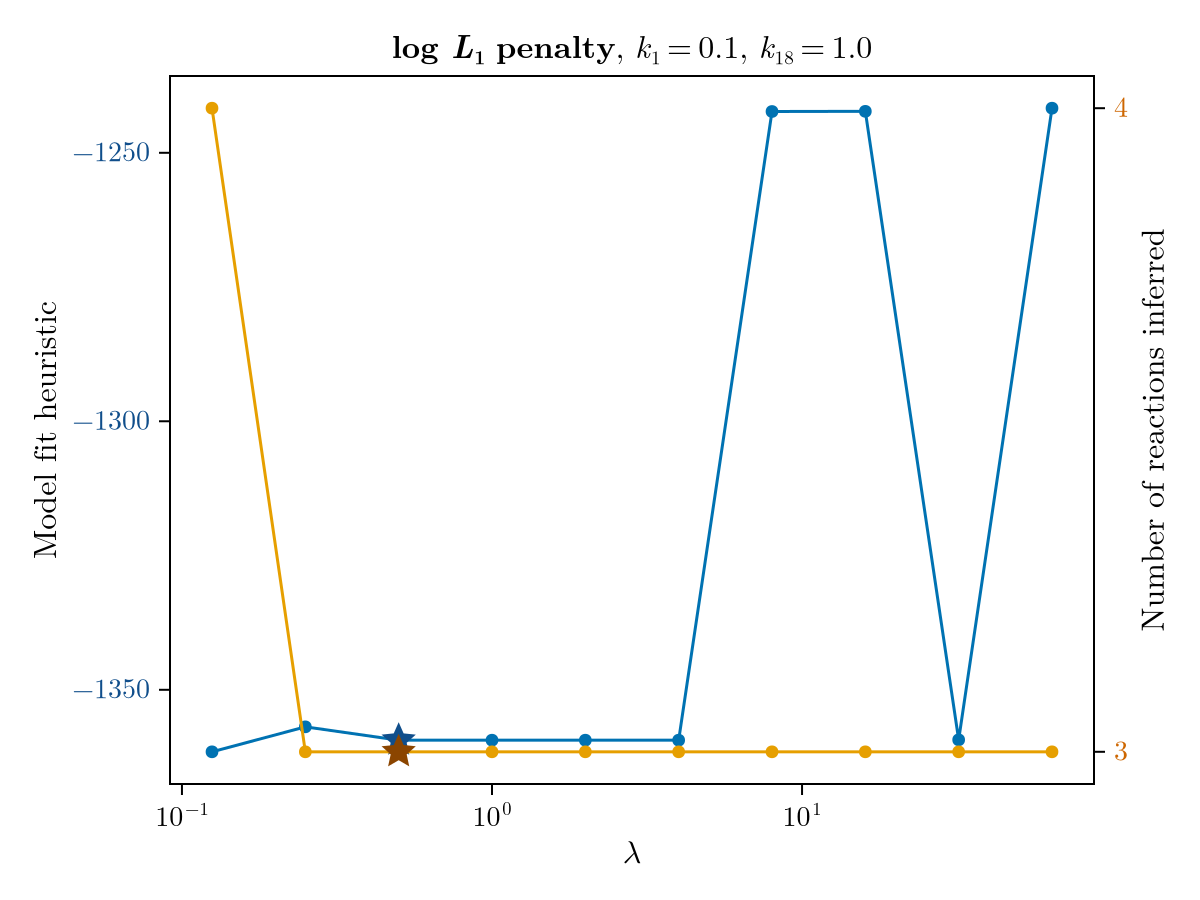 log L₁ penalty, k₁ = 0.1, k₁₈ = 1.0
Model fit heuristic
−1250
−1300
−1350
4
3
Number of reactions inferred
10⁻¹
10⁰
10¹
λ